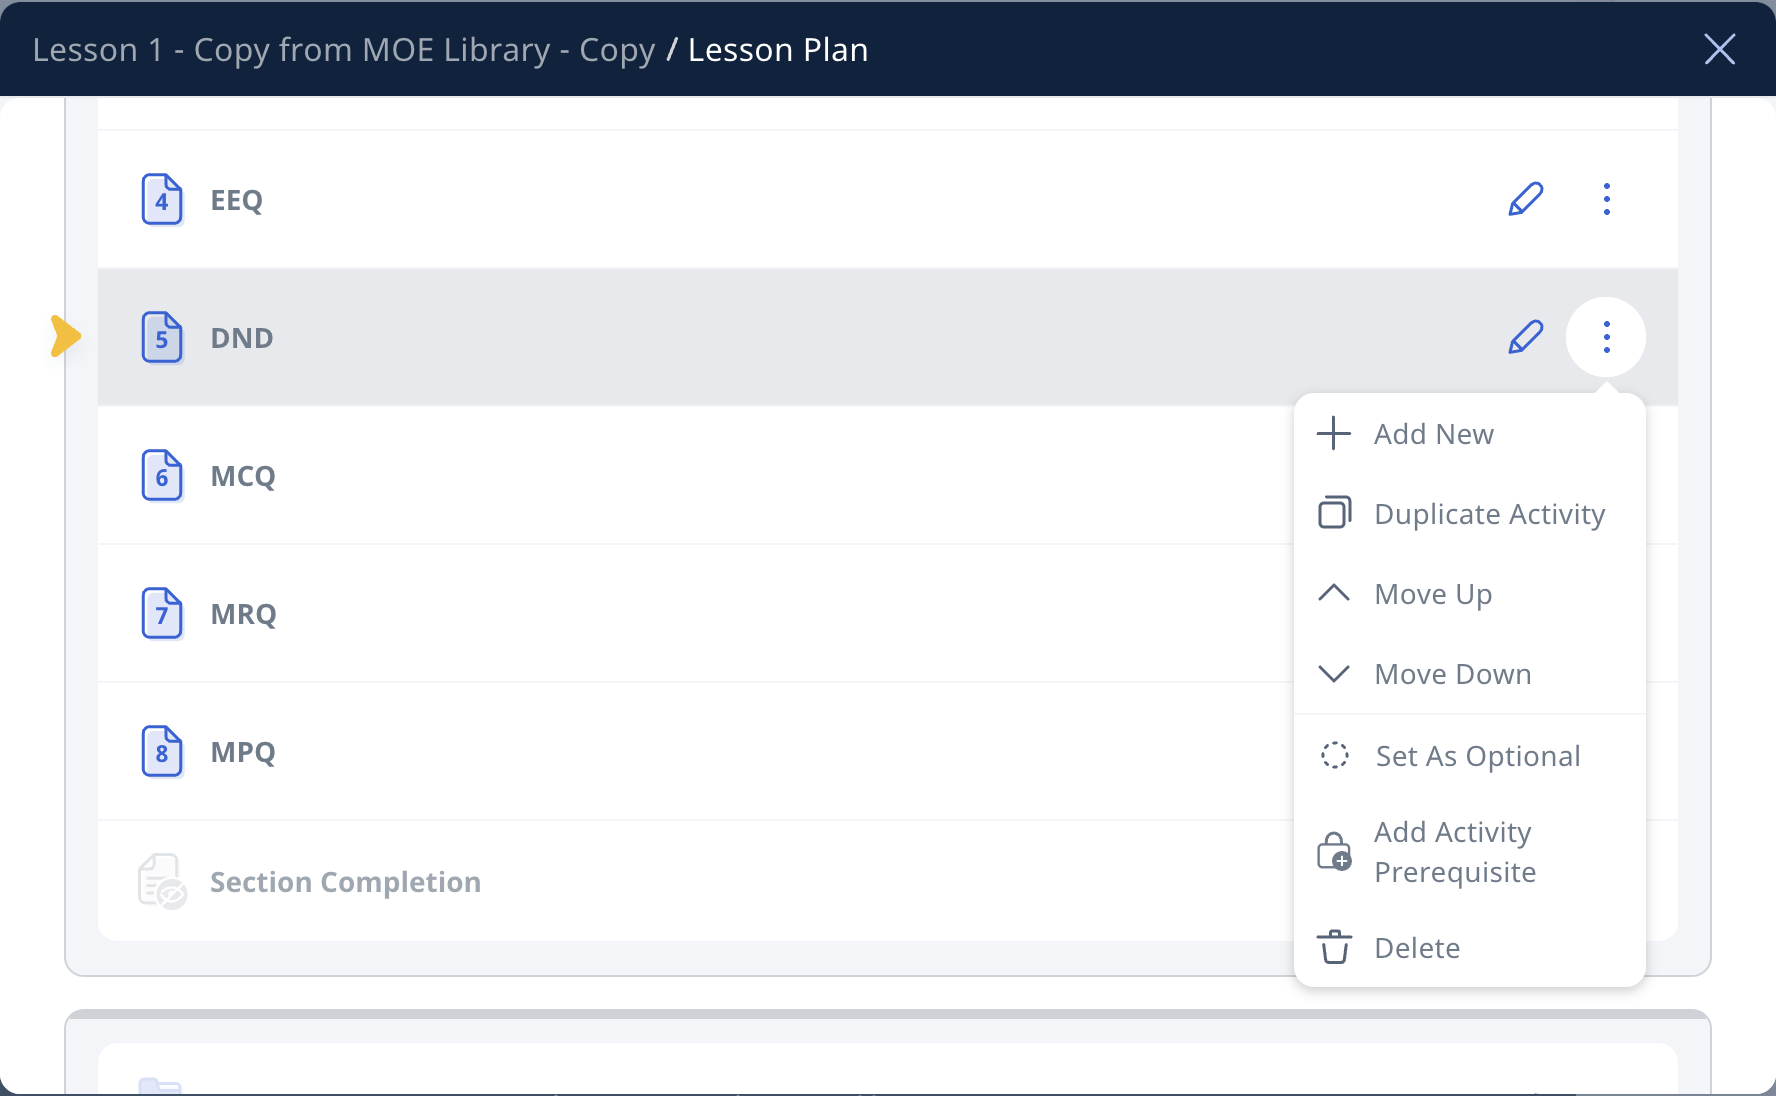 Lesson 1 - Copy from MOE Library - Copy / Lesson Plan
4 EEQ
5 DND
6 MCQ
7 MRQ
8 MPQ
Section Completion
Add New
Duplicate Activity
Move Up
Move Down
Set As Optional
Add Activity
Prerequisite
Delete